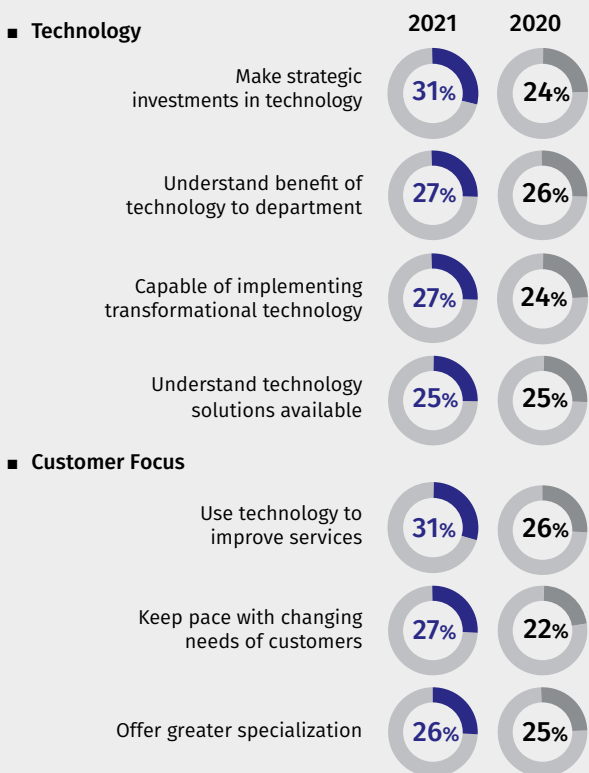 2021 2020
■ Technology
Make strategic
investments in technology
31% 24%
Understand benefit of
technology to department
27% 26%
Capable of implementing
transformational technology
27% 24%
Understand technology
solutions available
25% 25%
■ Customer Focus
Use technology to
improve services
31% 26%
Keep pace with changing
needs of customers
27% 22%
Offer greater specialization
26% 25%